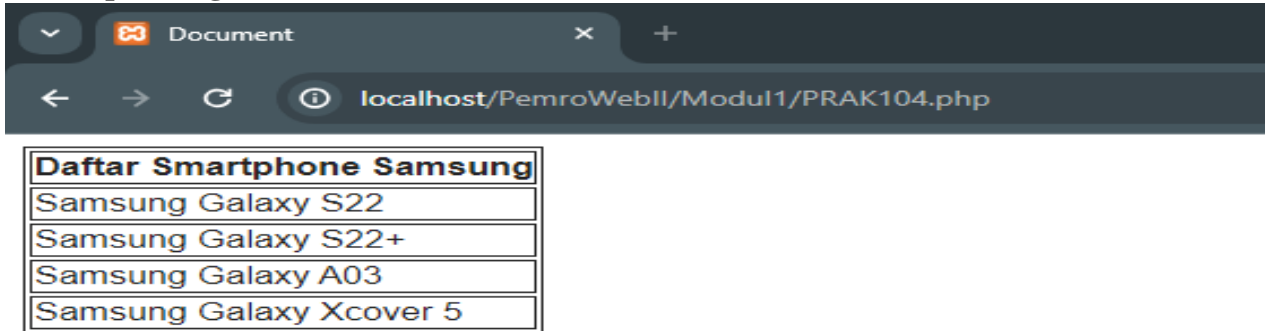 Document
localhost/PemroWebII/Modul1/PRAK104.php
Daftar Smartphone Samsung
Samsung Galaxy S22
Samsung Galaxy S22+
Samsung Galaxy A03
Samsung Galaxy Xcover 5